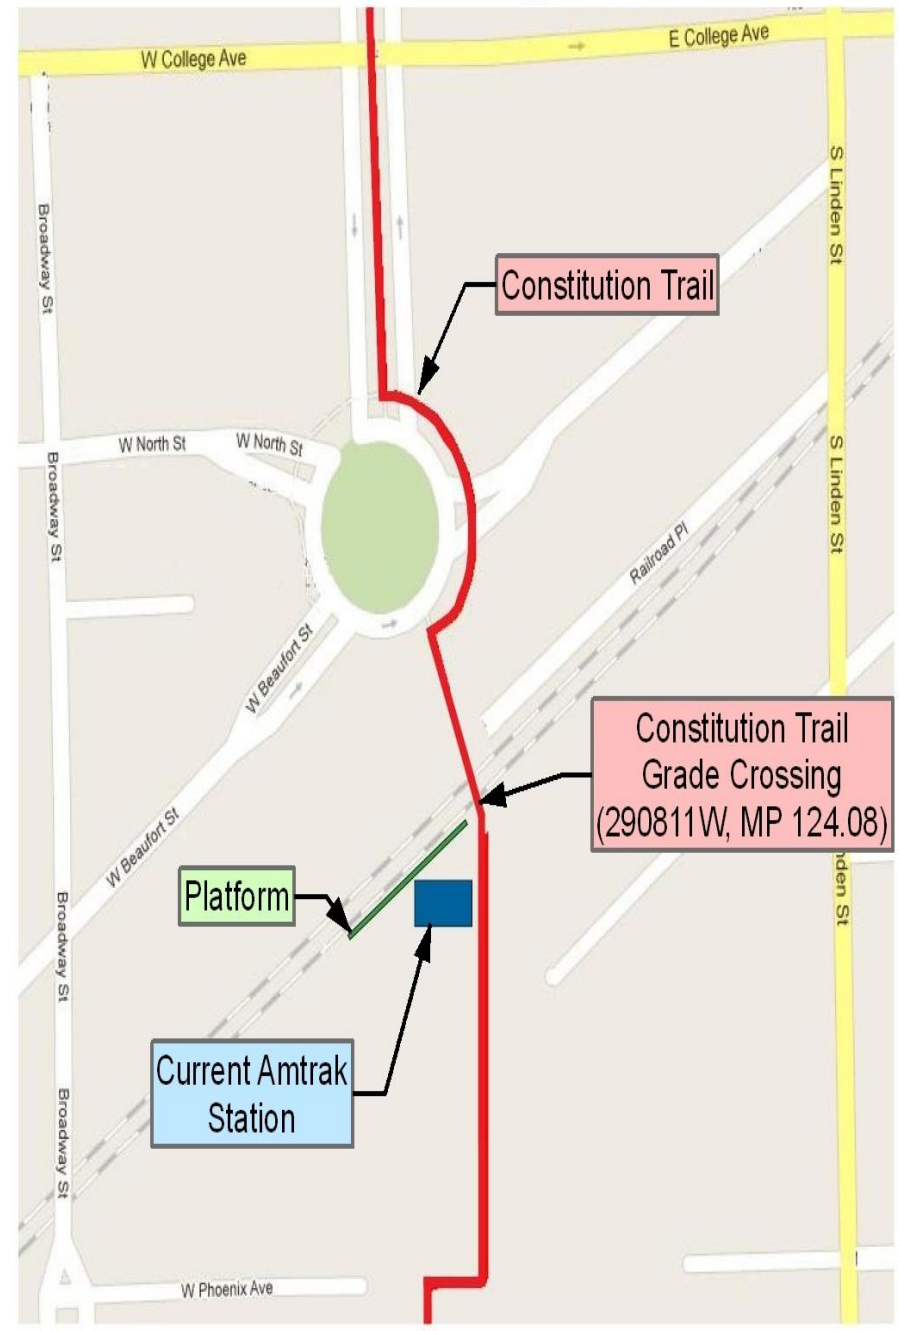 W College Ave
E College Ave
S Linden St
Broadway St
Constitution Trail
W North St
W North St
S Linden St
Broadway St
Railroad Pl
W Beaufort St
Constitution Trail
Grade Crossing
(290811W, MP 124.08)
W Beaufort St
Platform
nden St
Broadway St
Current Amtrak
Station
Broadway St
W Phoenix Ave